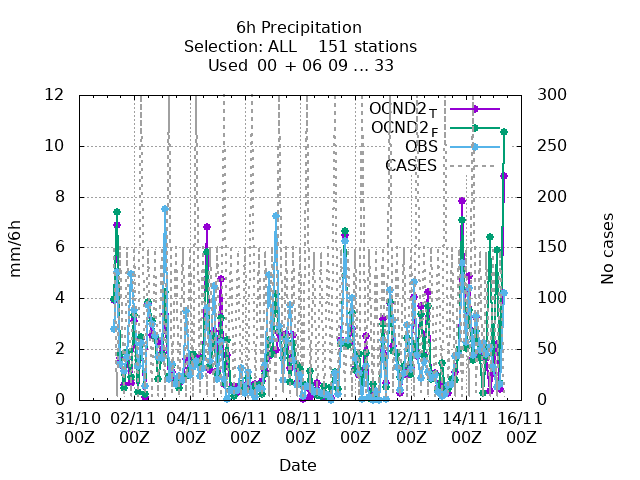 6h Precipitation
Selection: ALL    151 stations
Used  00 + 06 09 ... 33
mm/6h
12
10
8
6
4
2
0
OCND2T
OCND2F
OBS
CASES
300
250
200
150
100
50
0
No cases
31/10 02/11 04/11 06/11 08/11 10/11 12/11 14/11 16/11
00Z 00Z 00Z 00Z 00Z 00Z 00Z 00Z 00Z
Date